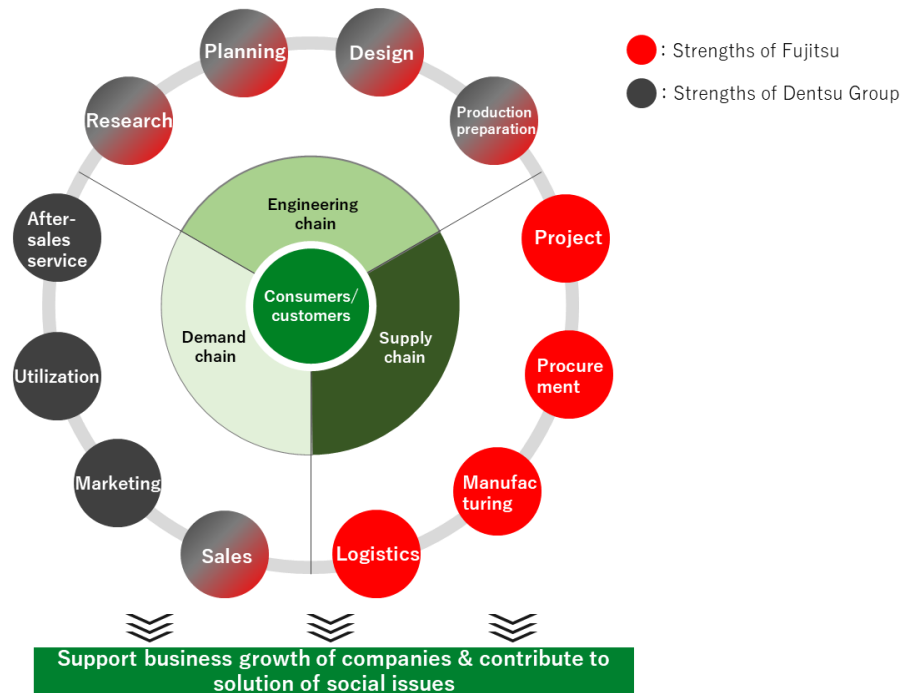 Planning
Design
Research
Production
preparation
: Strengths of Fujitsu
: Strengths of Dentsu Group
After-
sales
service
Engineering
chain
Project
Consumers/
customers
Demand
chain
Supply
chain
Utilization
Procure
ment
Marketing
Manufac
turing
Sales
Logistics
Support business growth of companies & contribute to
solution of social issues